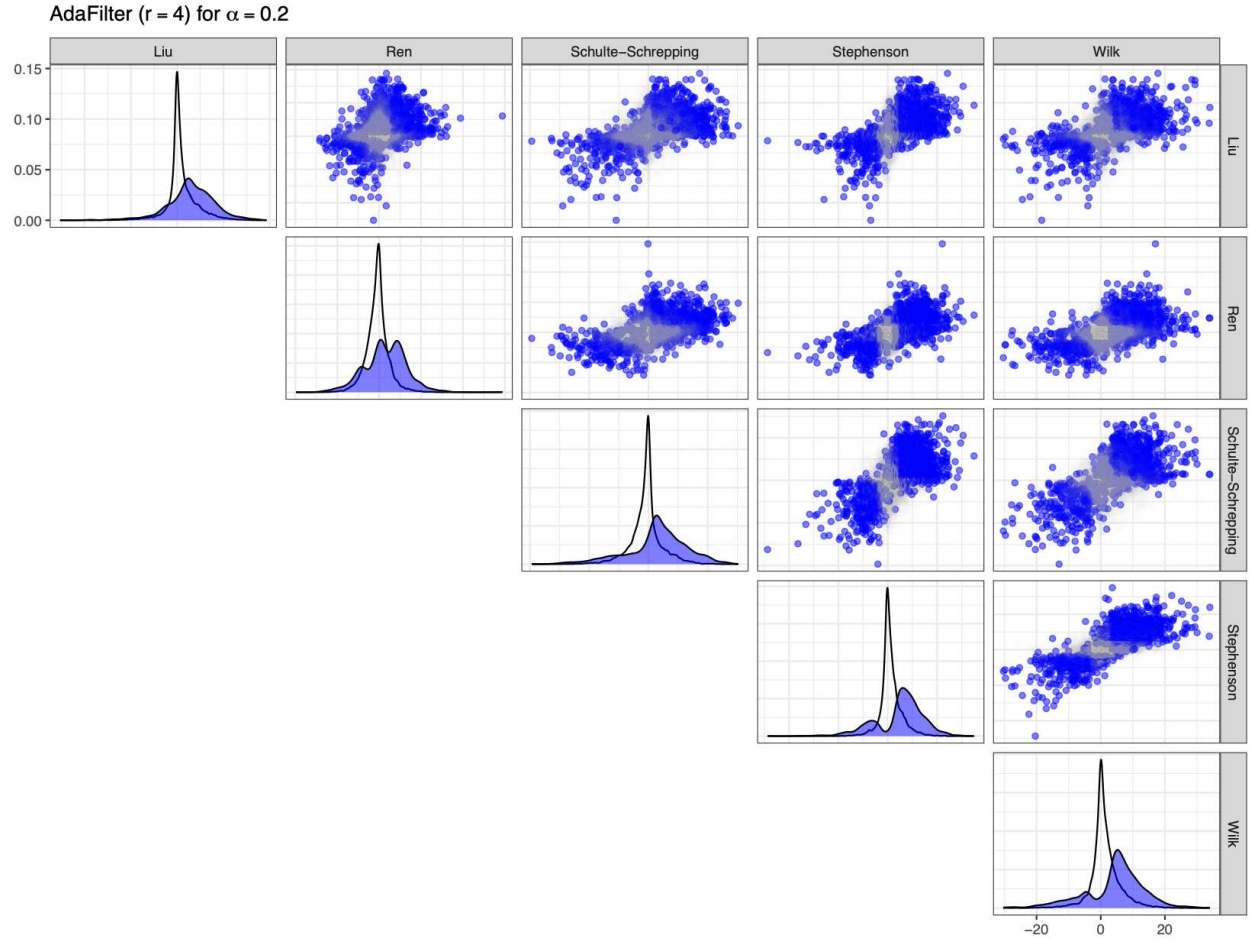 AdaFilter (r = 4) for α = 0.2
Liu
Ren
Schulte−Schrepping
Stephenson
Wilk
0.15
0.10
0.05
0.00
Liu
Ren
Schulte−Schrepping
Stephenson
Wilk
−20
0
20